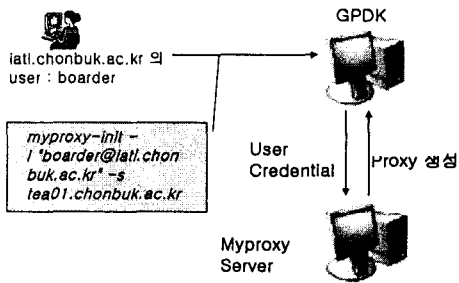 GPDK
iatl.chonbuk.ac.kr 의
user : boarder
myproxy-init -
l "boarder@iatl.chon
buk.ac.kr" -s
tea01.chonbuk.ac.kr
User
Credential
Proxy 생성
Myproxy
Server